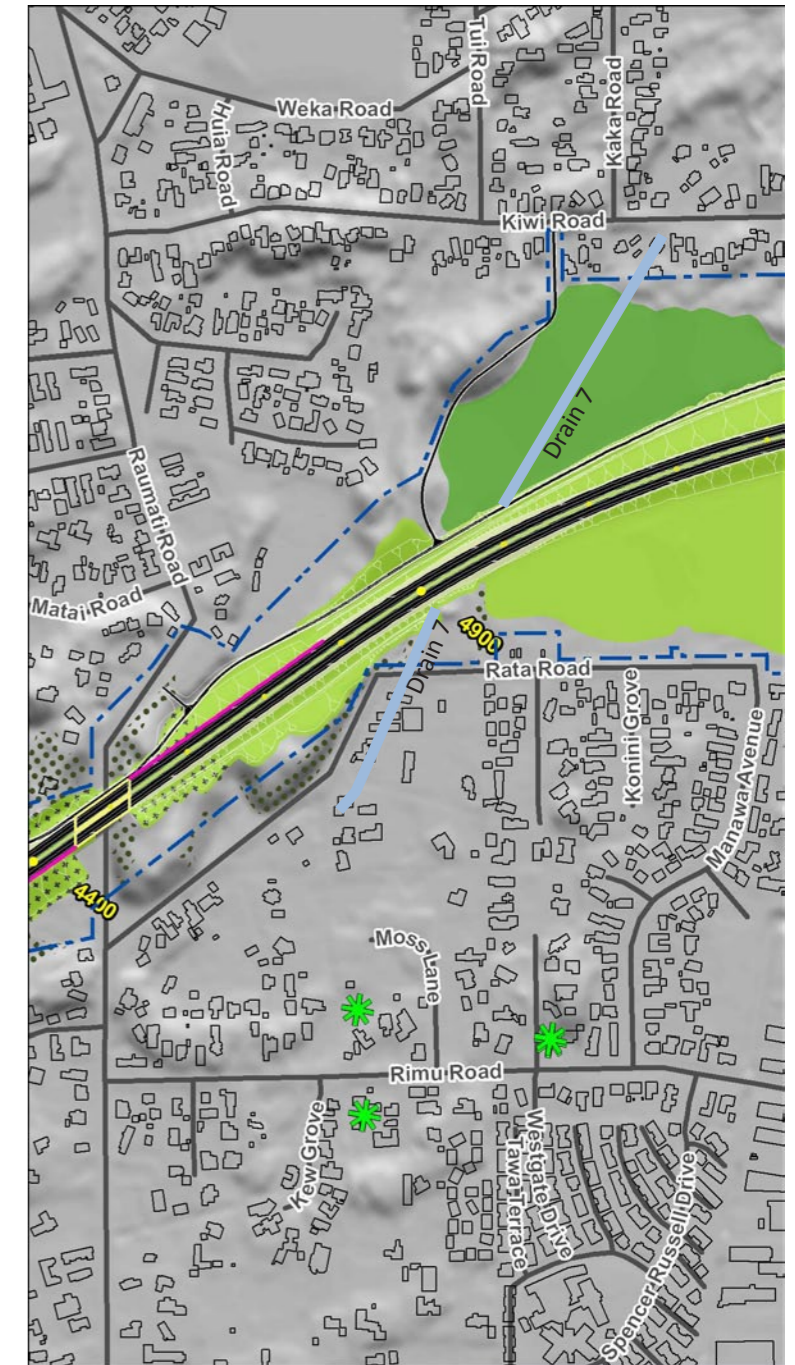 Tui Road
Weka Road
Huia Road
Kaka Road
Kiwi Road
Drain 7
Raumati Road
Matai Road
4900
Drain 7
Rata Road
Konini Grove
Manawa Avenue
4400
Moss Lane
Rimu Road
Kew Grove
Westgate Drive
Tawa Terrace
Spencer Russell Drive